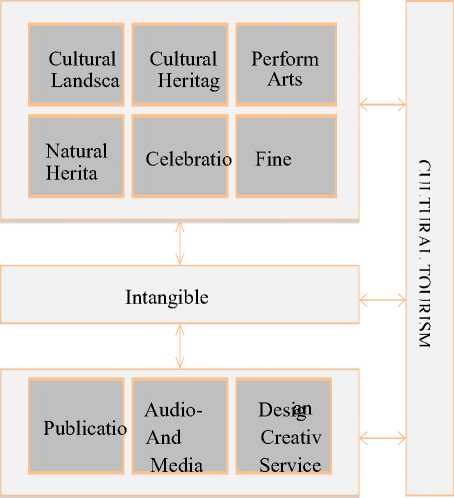 Cultural
Landsca
Cultural
Heritag
Perform
Arts
Natural
Herita
Celebratio
Fine
Intangible
Publicatio
Audio-
And
Media
Design an
Creativ
Service
CULTURAL TOURISM